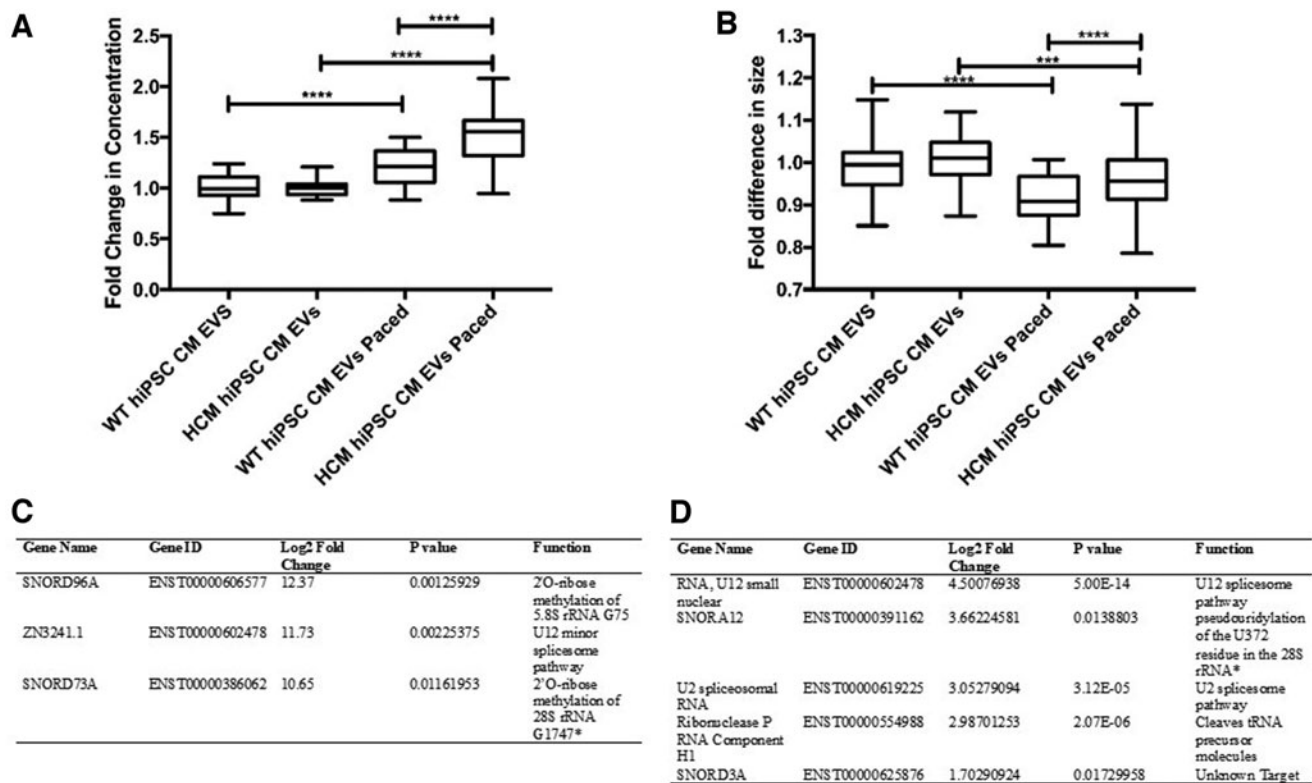 A
Fold Change in Concentration
2.5
2.0
1.5
1.0
0.5
0.0
****
****
****
WT hiPSC CM EVS
HCM hiPSC CM EVs
WT hiPSC CM EVs Paced
HCM hiPSC CM EVs Paced
B
Fold difference in size
1.3
1.2
1.1
1.0
0.9
0.8
0.7
****
***
****
WT hiPSC CM EVS
HCM hiPSC CM EVs
WT hiPSC CM EVs Paced
HCM hiPSC CM EVs Paced
C
Gene Name Gene ID Log2 Fold Change P value Function
SNORD96A ENST00000606577 12.37 0.00125929 2'O-ribose
methylation of
5.8S rRNA G75
ZN3241.1 ENST00000602478 11.73 0.00225375 U12 minor
splicesome
pathway
SNORD73A ENST00000386062 10.65 0.01161953 2'O-ribose
methylation of
28S rRNA
G1747*
D
Gene Name Gene ID Log2 Fold Change P value Function
RNA, U12 small nuclear ENST00000602478 4.50076938 5.00E-14 U12 splicesome
pathway
SNORA12 ENST00000391162 3.66224581 0.0138803 pseudouridylation
of the U372
residue in the 28S
rRNA*
U2 spliceosomal RNA ENST00000619225 3.05279094 3.12E-05 U2 splicesome
pathway
Ribonuclease P RNA Component H1 ENST00000554988 2.98701253 2.07E-06 Cleaves tRNA
precursor
molecules
SNORD3A ENST00000625876 1.70290924 0.01729958 Unknown Target